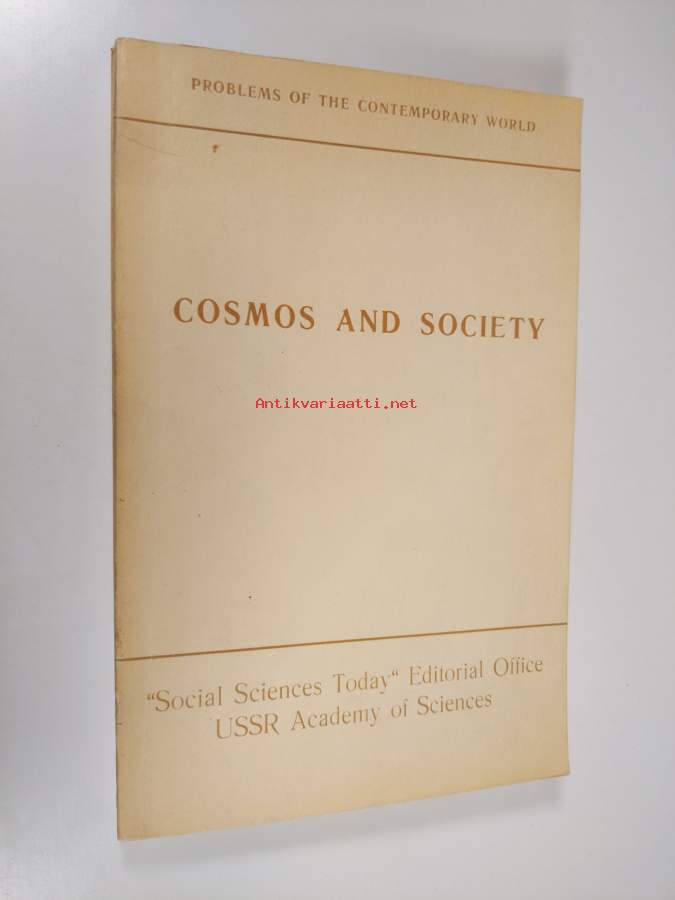 PROBLEMS OF THE CONTEMPORARY WORLD
COSMOS AND SOCIETY
Antikvariaatti.net
“Social Sciences Today“ Editorial Office
USSR Academy of Sciences